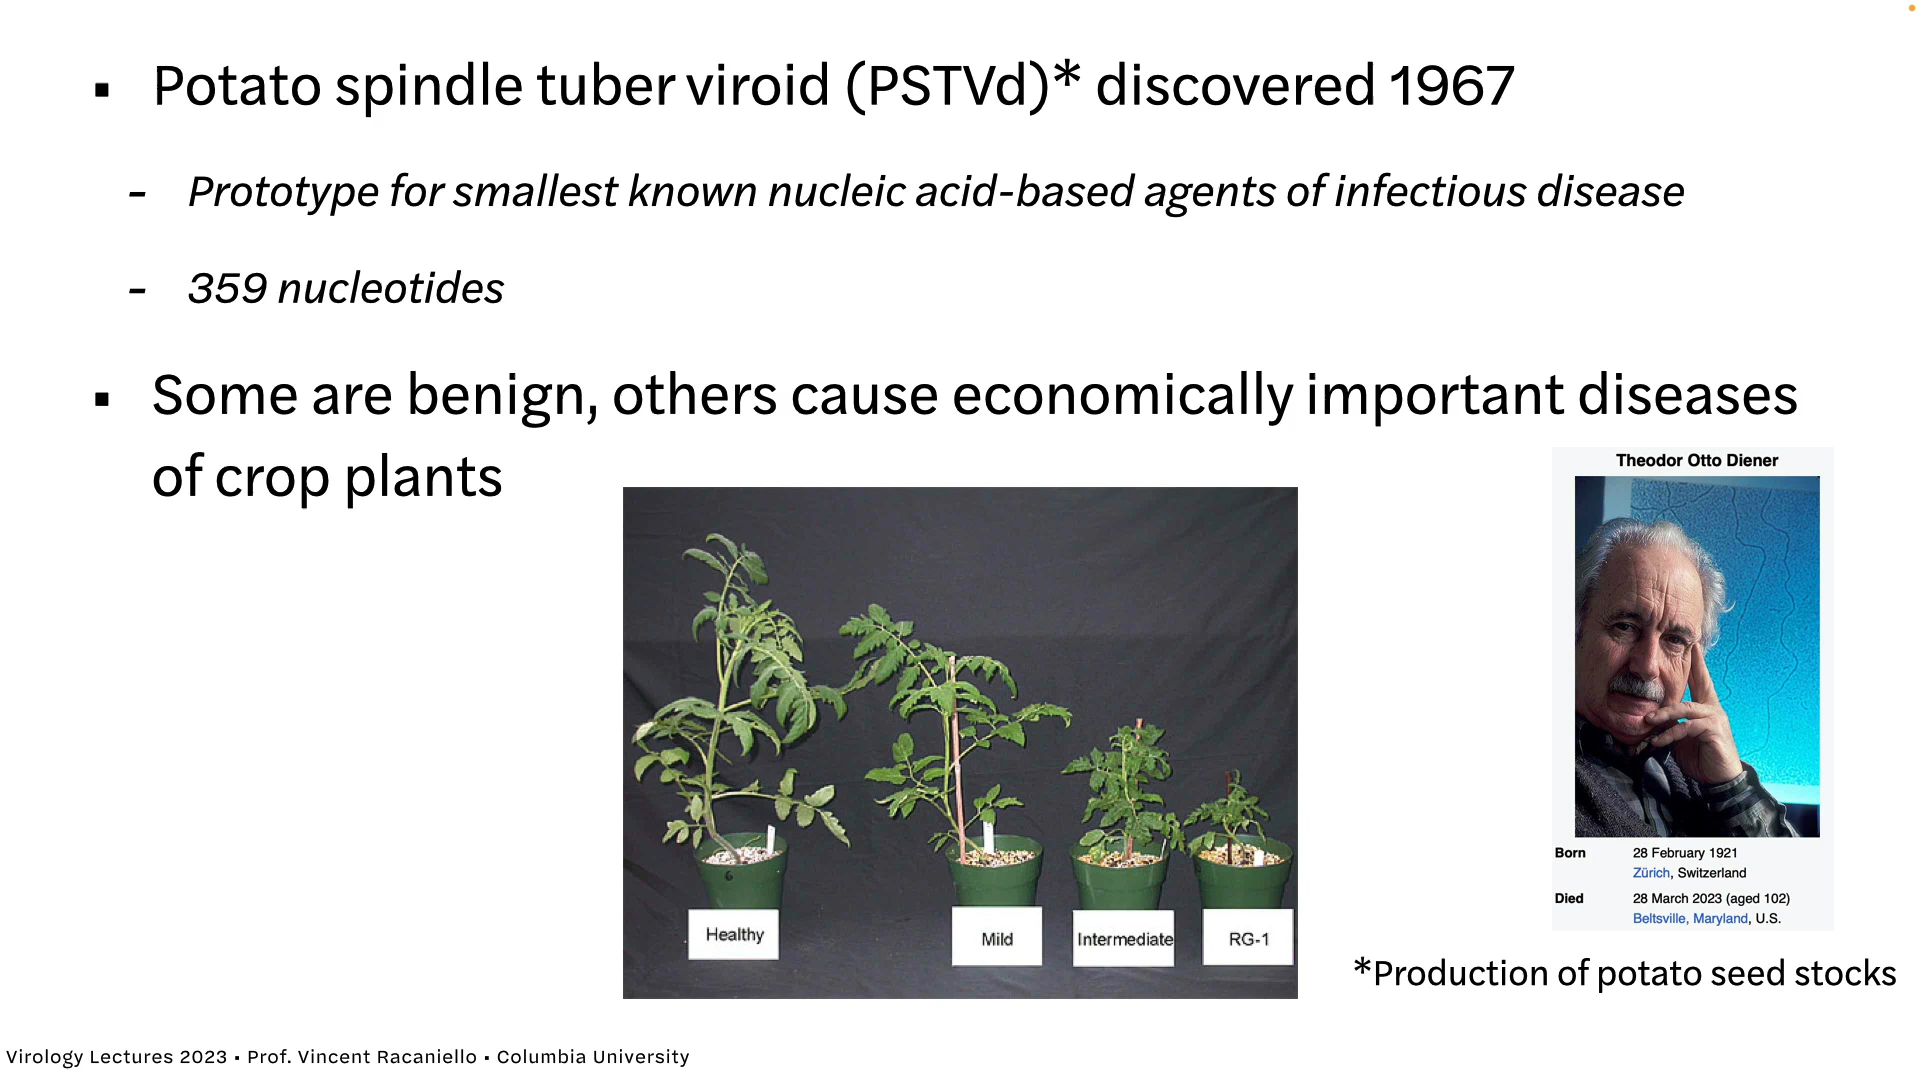 ▪ Potato spindle tuber viroid (PSTVd)* discovered 1967
- Prototype for smallest known nucleic acid-based agents of infectious disease
- 359 nucleotides
▪ Some are benign, others cause economically important diseases
of crop plants
Theodor Otto Diener
6
Healthy
Mild
Intermediate
RG-1
Born 28 February 1921
Zürich, Switzerland
Died 28 March 2023 (aged 102)
Beltsville, Maryland, U.S.
*Production of potato seed stocks
Virology Lectures 2023 ▪ Prof. Vincent Racaniello ▪ Columbia University